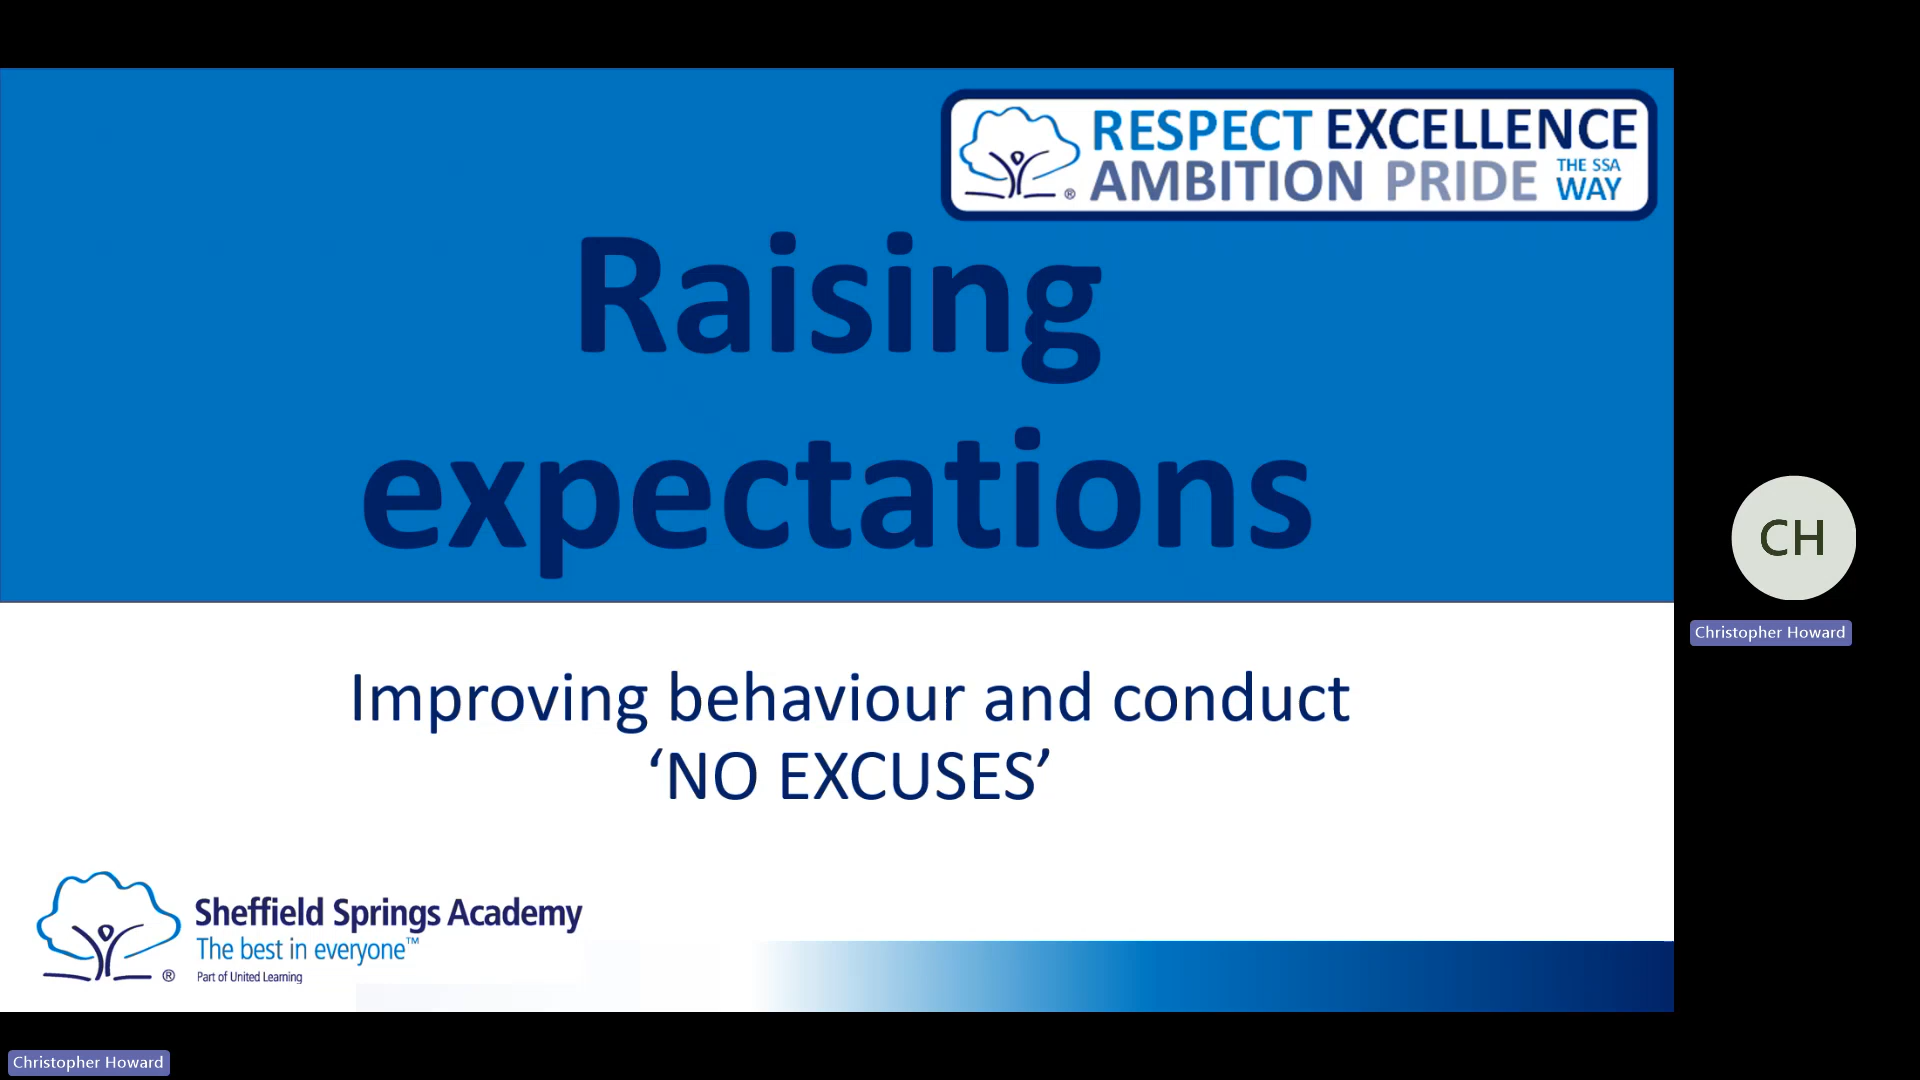 RESPECT EXCELLENCE
AMBITION PRIDE THE SSA WAY
®
Raising
expectations
CH
Christopher Howard
Improving behaviour and conduct
‘NO EXCUSES’
Sheffield Springs Academy
The best in everyone™
Part of United Learning
®
Christopher Howard